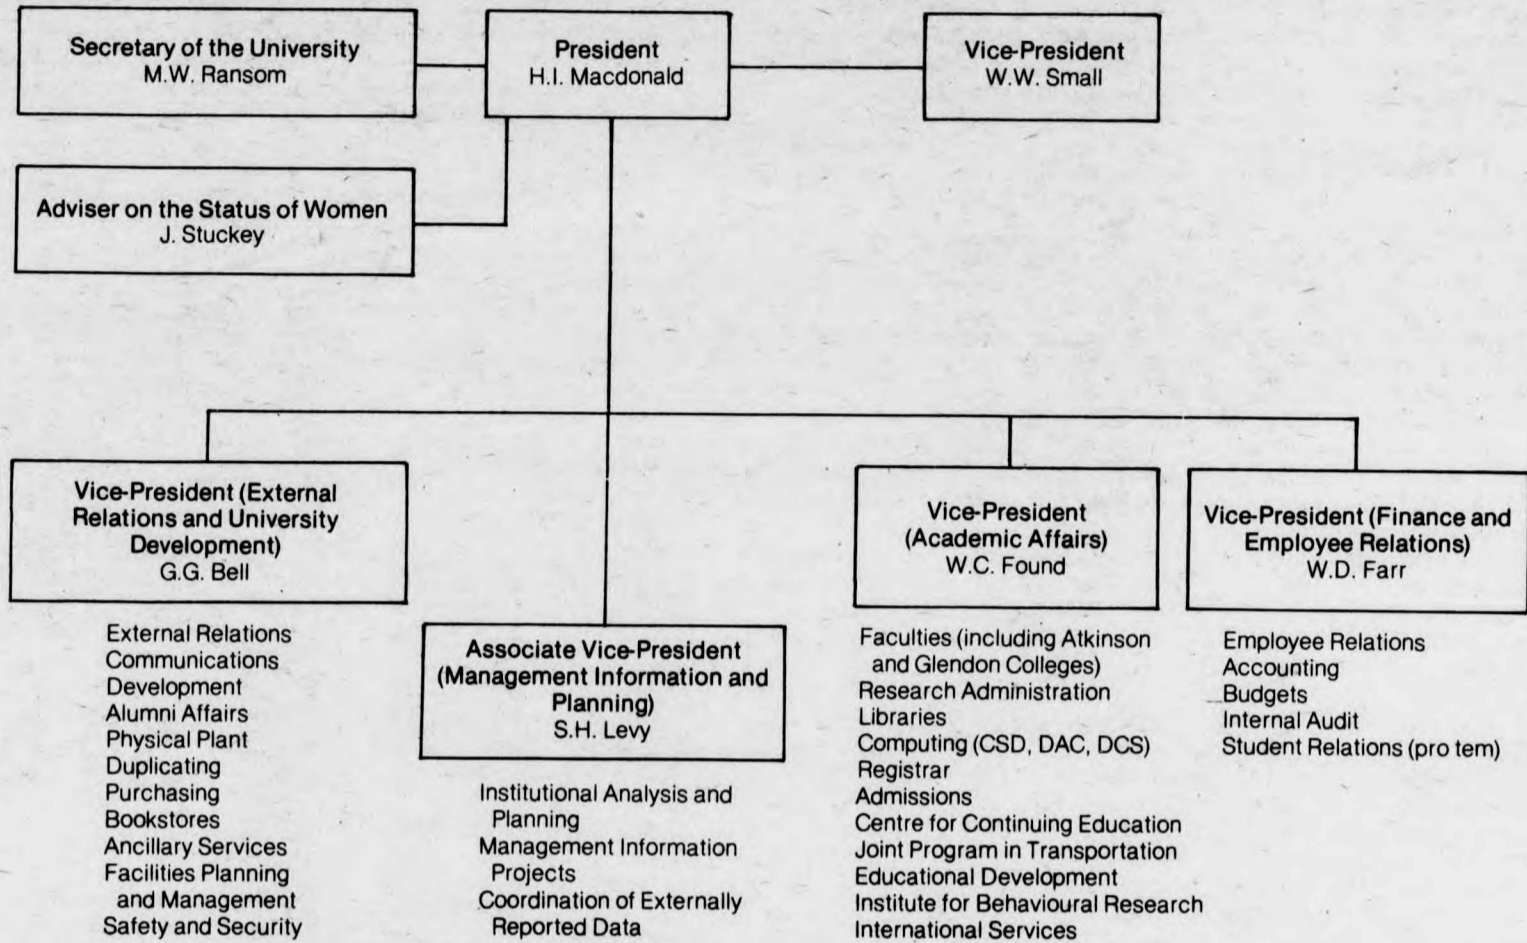 Secretary of the University
M.W. Ransom
President
H.I. Macdonald
Vice-President
W.W. Small
Adviser on the Status of Women
J. Stuckey
Vice-President (External
Relations and University
Development)
G.G. Bell
External Relations
Communications
Development
Alumni Affairs
Physical Plant
Duplicating
Purchasing
Bookstores
Ancillary Services
Facilities Planning
and Management
Safety and Security
Associate Vice-President
(Management Information and
Planning)
S.H. Levy
Institutional Analysis and
Planning
Management Information
Projects
Coordination of Externally
Reported Data
Vice-President
(Academic Affairs)
W.C. Found
Faculties (including Atkinson
and Glendon Colleges)
Research Administration
Libraries
Computing (CSD, DAC, DCS)
Registrar
Admissions
Centre for Continuing Education
Joint Program in Transportation
Educational Development
Institute for Behavioural Research
International Services
Vice-President (Finance and
Employee Relations)
W.D. Farr
Employee Relations
Accounting
Budgets
Internal Audit
Student Relations (pro tem)